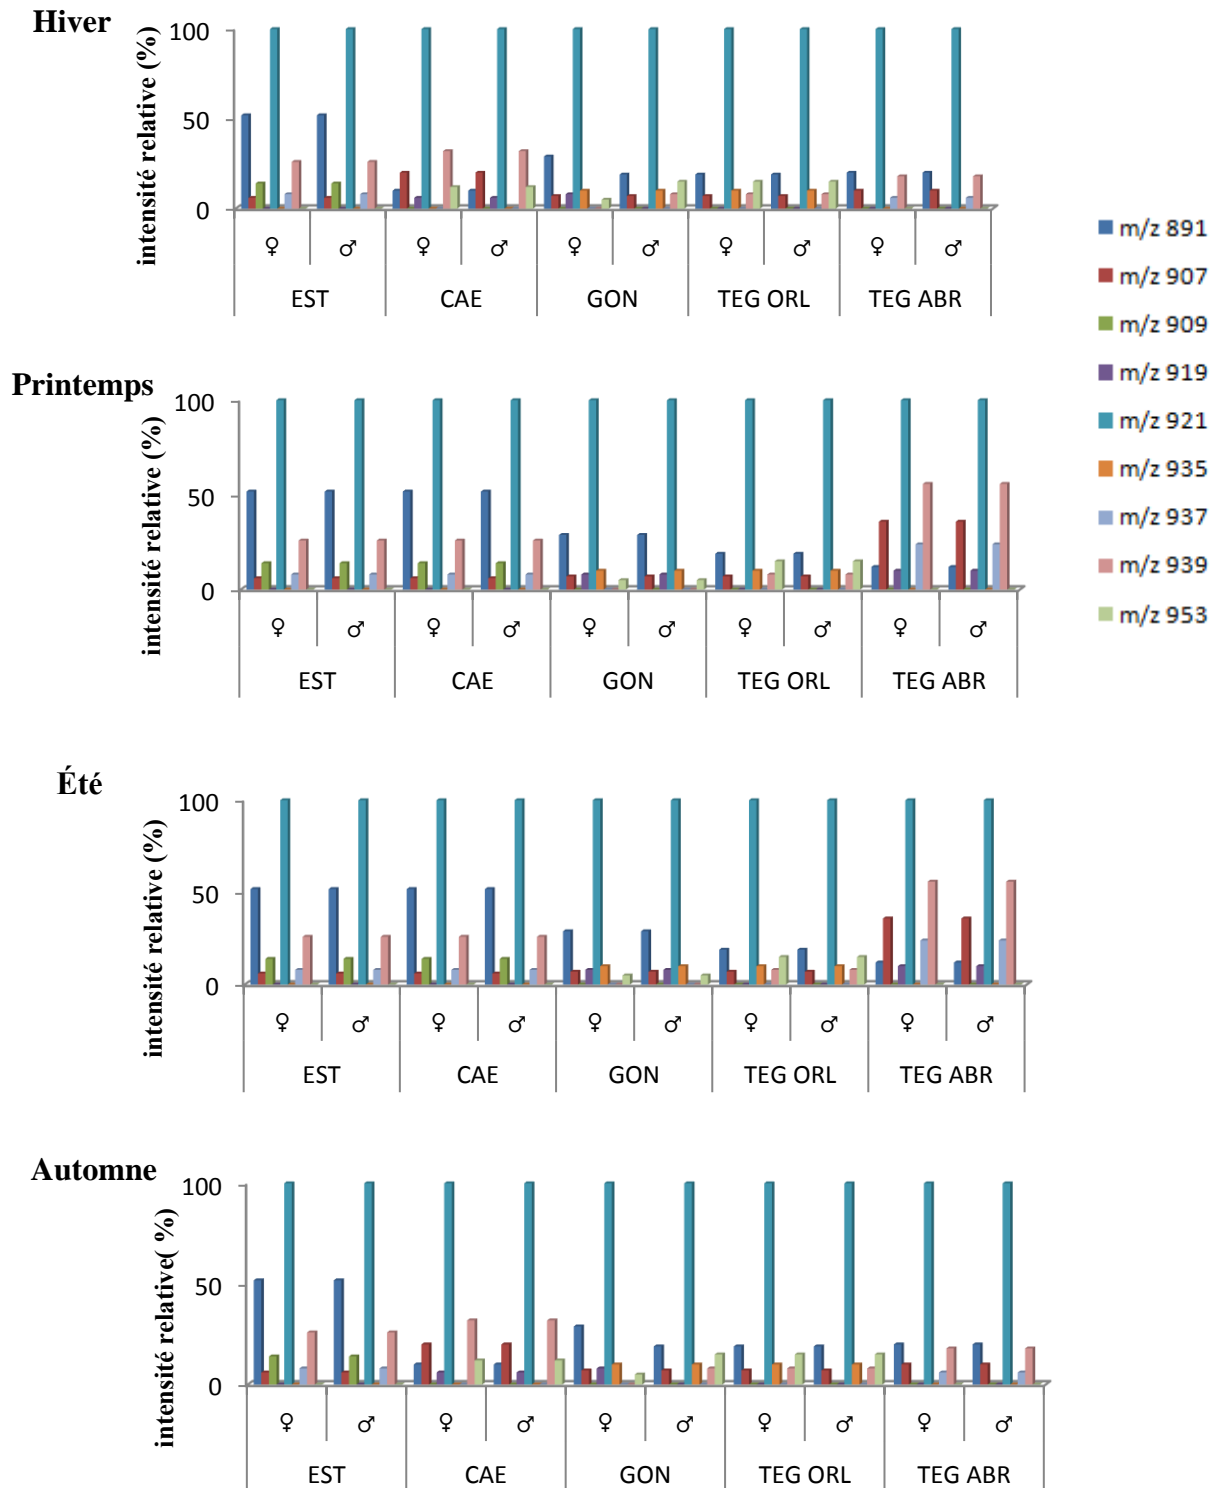 Hiver
intensité relative (%)
100
50
0
♀ ♂ ♀ ♂ ♀ ♂ ♀ ♂ ♀ ♂
EST CAE GON TEG ORL TEG ABR
m/z 891
m/z 907
m/z 909
m/z 919
m/z 921
m/z 935
m/z 937
m/z 939
m/z 953
Printemps
intensité relative (%)
100
50
0
♀ ♂ ♀ ♂ ♀ ♂ ♀ ♂ ♀ ♂
EST CAE GON TEG ORL TEG ABR
Été
intensité relative (%)
100
50
0
♀ ♂ ♀ ♂ ♀ ♂ ♀ ♂ ♀ ♂
EST CAE GON TEG ORL TEG ABR
Automne
intensité relative( %)
100
50
0
♀ ♂ ♀ ♂ ♀ ♂ ♀ ♂ ♀ ♂
EST CAE GON TEG ORL TEG ABR